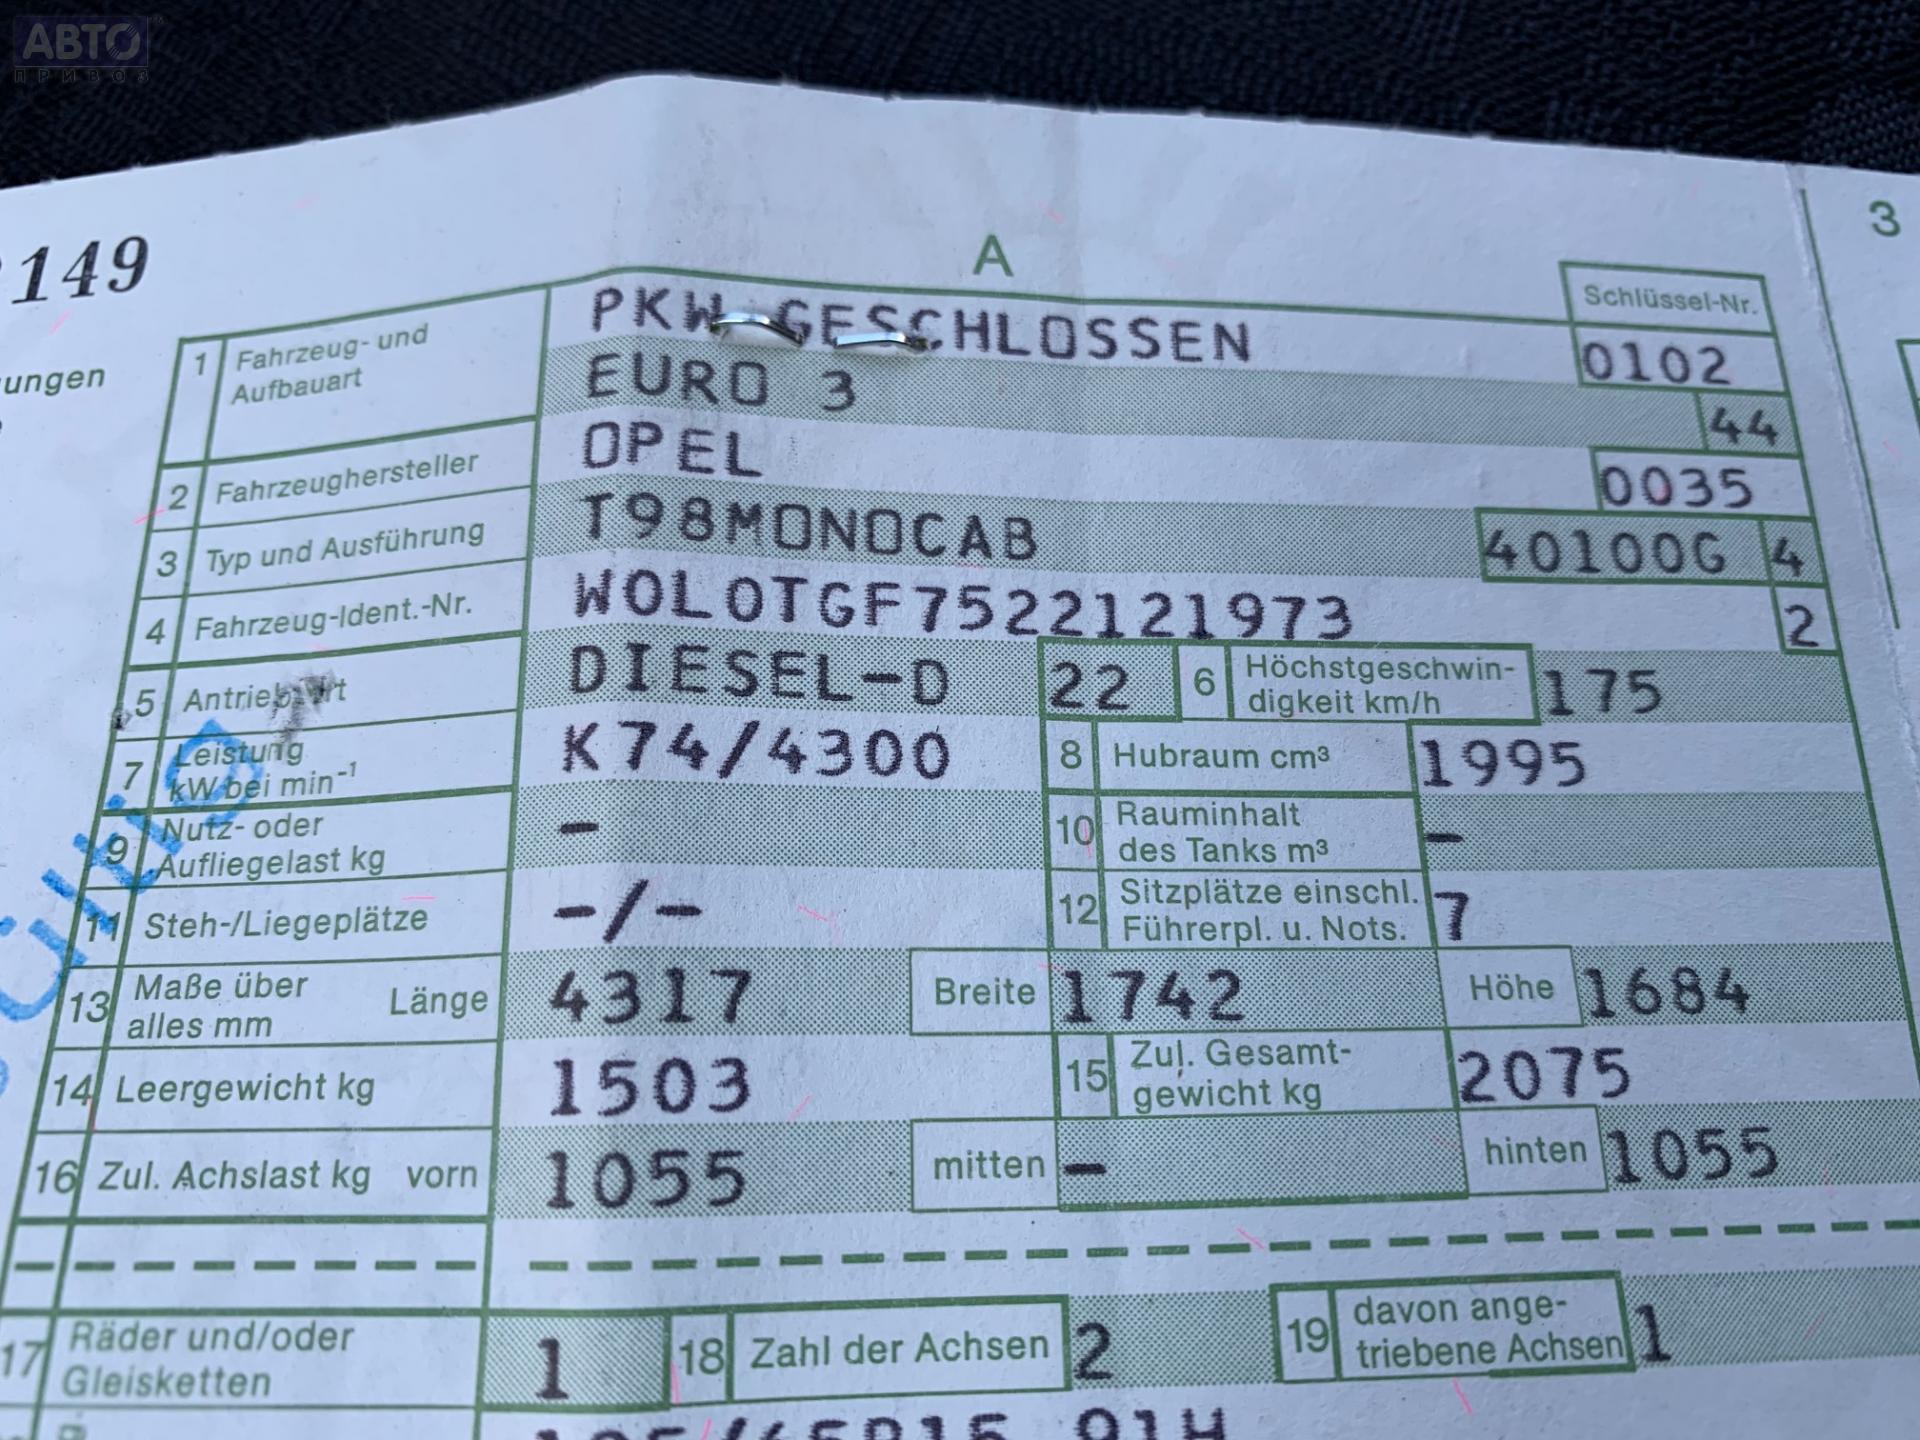 АВТО
ПРИВОЗ
149
A
3
Schlüssel-Nr.
ungen
1 Fahrzeug- und Aufbauart PKW GESCHLOSSEN 0102
EURO 3 44
2 Fahrzeughersteller OPEL 0035
3 Typ und Ausführung T98MONOCAB 40100G 4
4 Fahrzeug-Ident.-Nr. WOLOTGF7522121973 2
5 Antriebsart DIESEL-D 22 6 Höchstgeschwin-digkeit km/h 175
7 Leistung kW bei min-1 K74/4300 8 Hubraum cm³ 1995
9 Nutz- oder Aufliegelast kg – 10 Rauminhalt des Tanks m³ –
11 Steh-/Liegeplätze -/- 12 Sitzplätze einschl. Führerpl. u. Nots. 7
13 Maße über alles mm Länge 4317 Breite 1742 Höhe 1684
14 Leergewicht kg 1503 15 Zul. Gesamt-gewicht kg 2075
16 Zul. Achslast kg vorn 1055 mitten – hinten 1055
17 Räder und/oder Gleisketten 1 18 Zahl der Achsen 2 19 davon ange-triebene Achsen 1